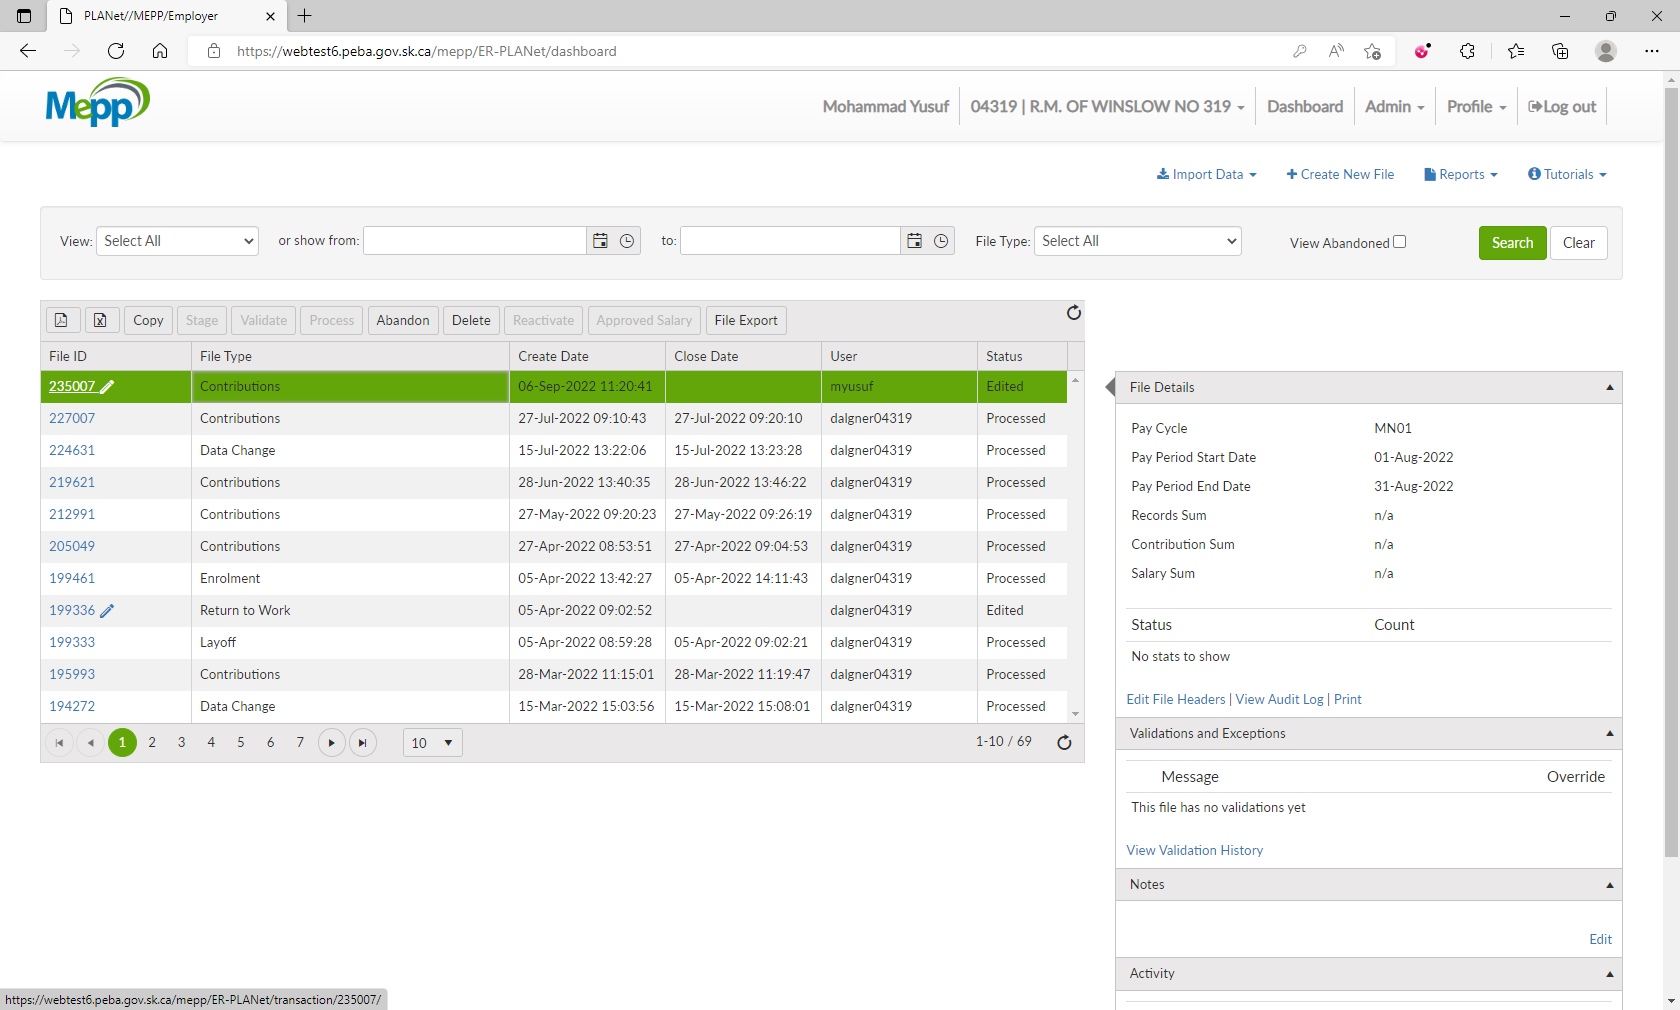 PLANet//MEPP/Employer
https://webtest6.peba.gov.sk.ca/mepp/ER-PLANet/dashboard
Mepp
Mohammad Yusuf
04319 | R.M. OF WINSLOW NO 319
Dashboard
Admin
Profile
Log out
Import Data
Create New File
Reports
Tutorials
View: Select All or show from: to: File Type: Select All View Abandoned Search Clear
Copy Stage Validate Process Abandon Delete Reactivate Approved Salary File Export
File ID File Type Create Date Close Date User Status
235007 Contributions 06-Sep-2022 11:20:41 myusuf Edited
227007 Contributions 27-Jul-2022 09:10:43 27-Jul-2022 09:20:10 dalgner04319 Processed
224631 Data Change 15-Jul-2022 13:22:06 15-Jul-2022 13:23:28 dalgner04319 Processed
219621 Contributions 28-Jun-2022 13:40:35 28-Jun-2022 13:46:22 dalgner04319 Processed
212991 Contributions 27-May-2022 09:20:23 27-May-2022 09:26:19 dalgner04319 Processed
205049 Contributions 27-Apr-2022 08:53:51 27-Apr-2022 09:04:53 dalgner04319 Processed
199461 Enrolment 05-Apr-2022 13:42:27 05-Apr-2022 14:11:43 dalgner04319 Processed
199336 Return to Work 05-Apr-2022 09:02:52 dalgner04319 Edited
199333 Layoff 05-Apr-2022 08:59:28 05-Apr-2022 09:02:21 dalgner04319 Processed
195993 Contributions 28-Mar-2022 11:15:01 28-Mar-2022 11:19:47 dalgner04319 Processed
194272 Data Change 15-Mar-2022 15:03:56 15-Mar-2022 15:08:01 dalgner04319 Processed
1 2 3 4 5 6 7 10 1-10 / 69
File Details
Pay Cycle MN01
Pay Period Start Date 01-Aug-2022
Pay Period End Date 31-Aug-2022
Records Sum n/a
Contribution Sum n/a
Salary Sum n/a
Status Count
No stats to show
Edit File Headers | View Audit Log | Print
Validations and Exceptions
Message Override
This file has no validations yet
View Validation History
Notes
Edit
Activity
https://webtest6.peba.gov.sk.ca/mepp/ER-PLANet/transaction/235007/